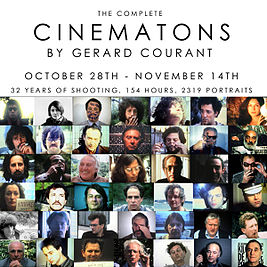 THE COMPLETE
CINEMATONS
BY GERARD COURANT
OCTOBER 28TH - NOVEMBER 14TH
32 YEARS OF SHOOTING, 154 HOURS, 2319 PORTRAITS